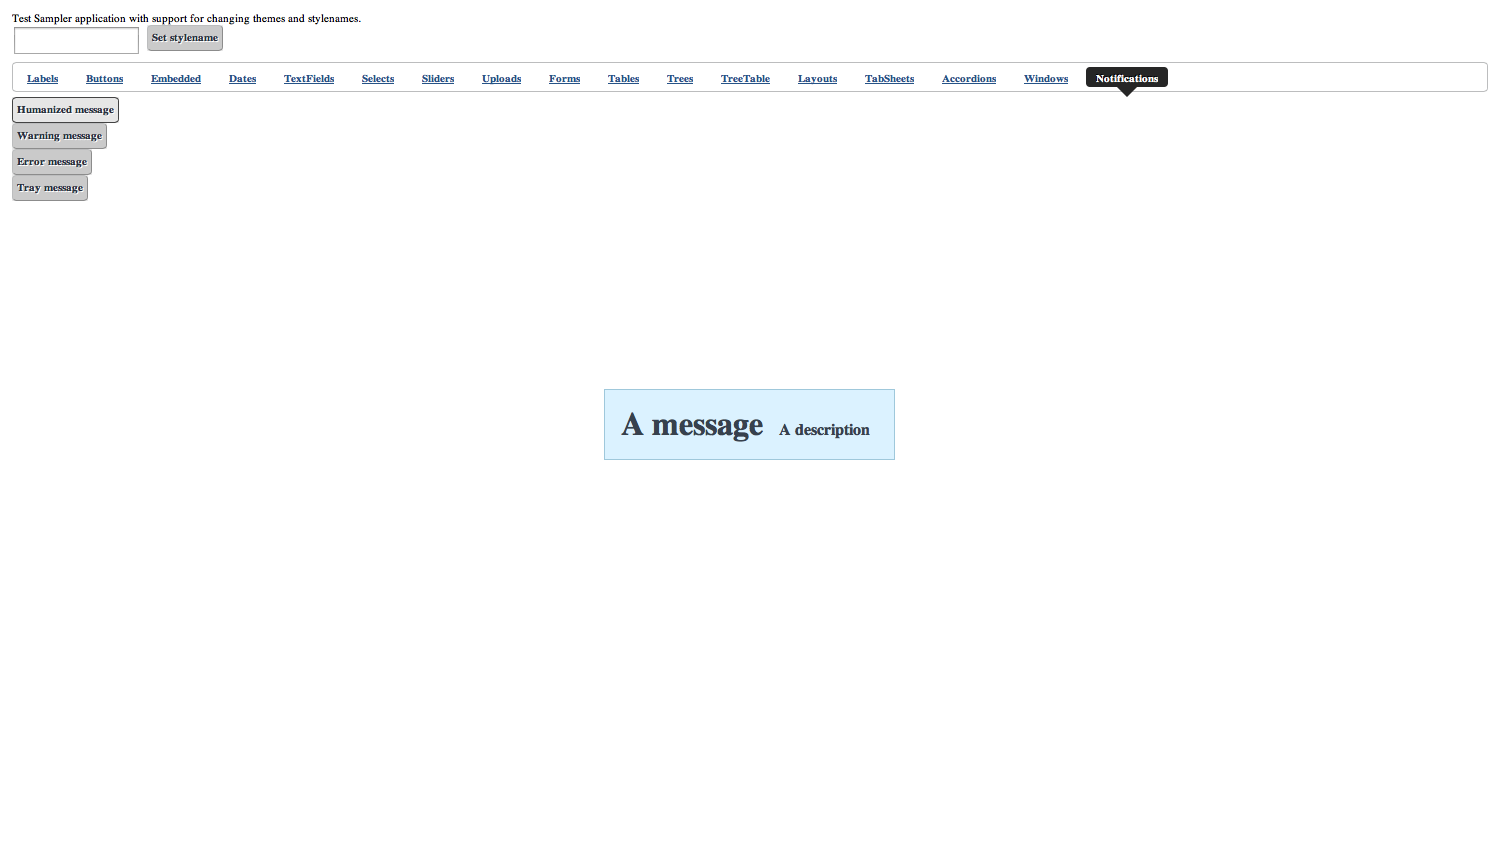 Test Sampler application with support for changing themes and stylenames.
Set stylename
Labels Buttons Embedded Dates TextFields Selects Sliders Uploads Forms Tables Trees TreeTable Layouts TabSheets Accordions Windows Notifications
Humanized message
Warning message
Error message
Tray message
A message A description